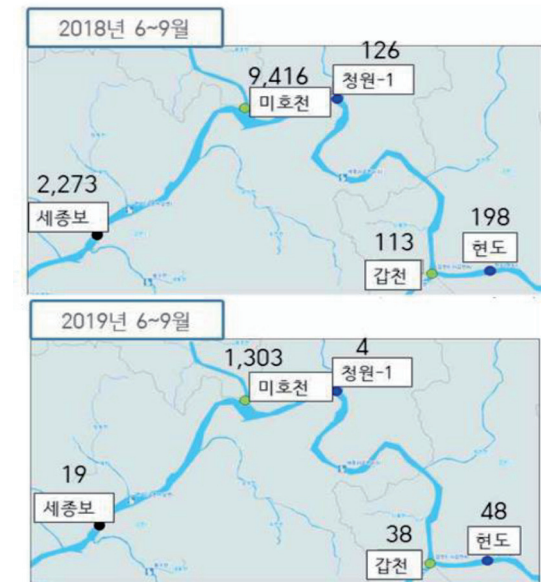 2018년 6~9월
126
9,416
청원-1
미호천
2,273
세종보
198
113
현도
갑천
2019년 6~9월
4
1,303
청원-1
미호천
19
세종보
48
38
현도
갑천